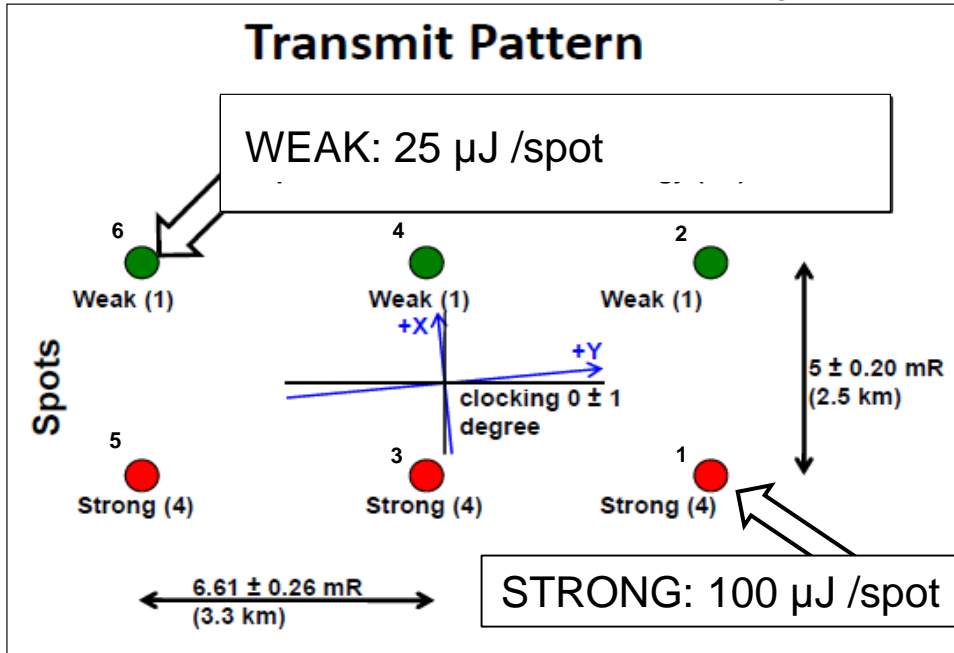 Transmit Pattern
WEAK: 25 µJ /spot
6
4
2
Weak (1)
Weak (1)
Weak (1)
+X
+Y
Spots
clocking 0 ± 1
degree
5 ± 0.20 mR
(2.5 km)
5
3
1
Strong (4)
Strong (4)
Strong (4)
6.61 ± 0.26 mR
(3.3 km)
STRONG: 100 µJ /spot